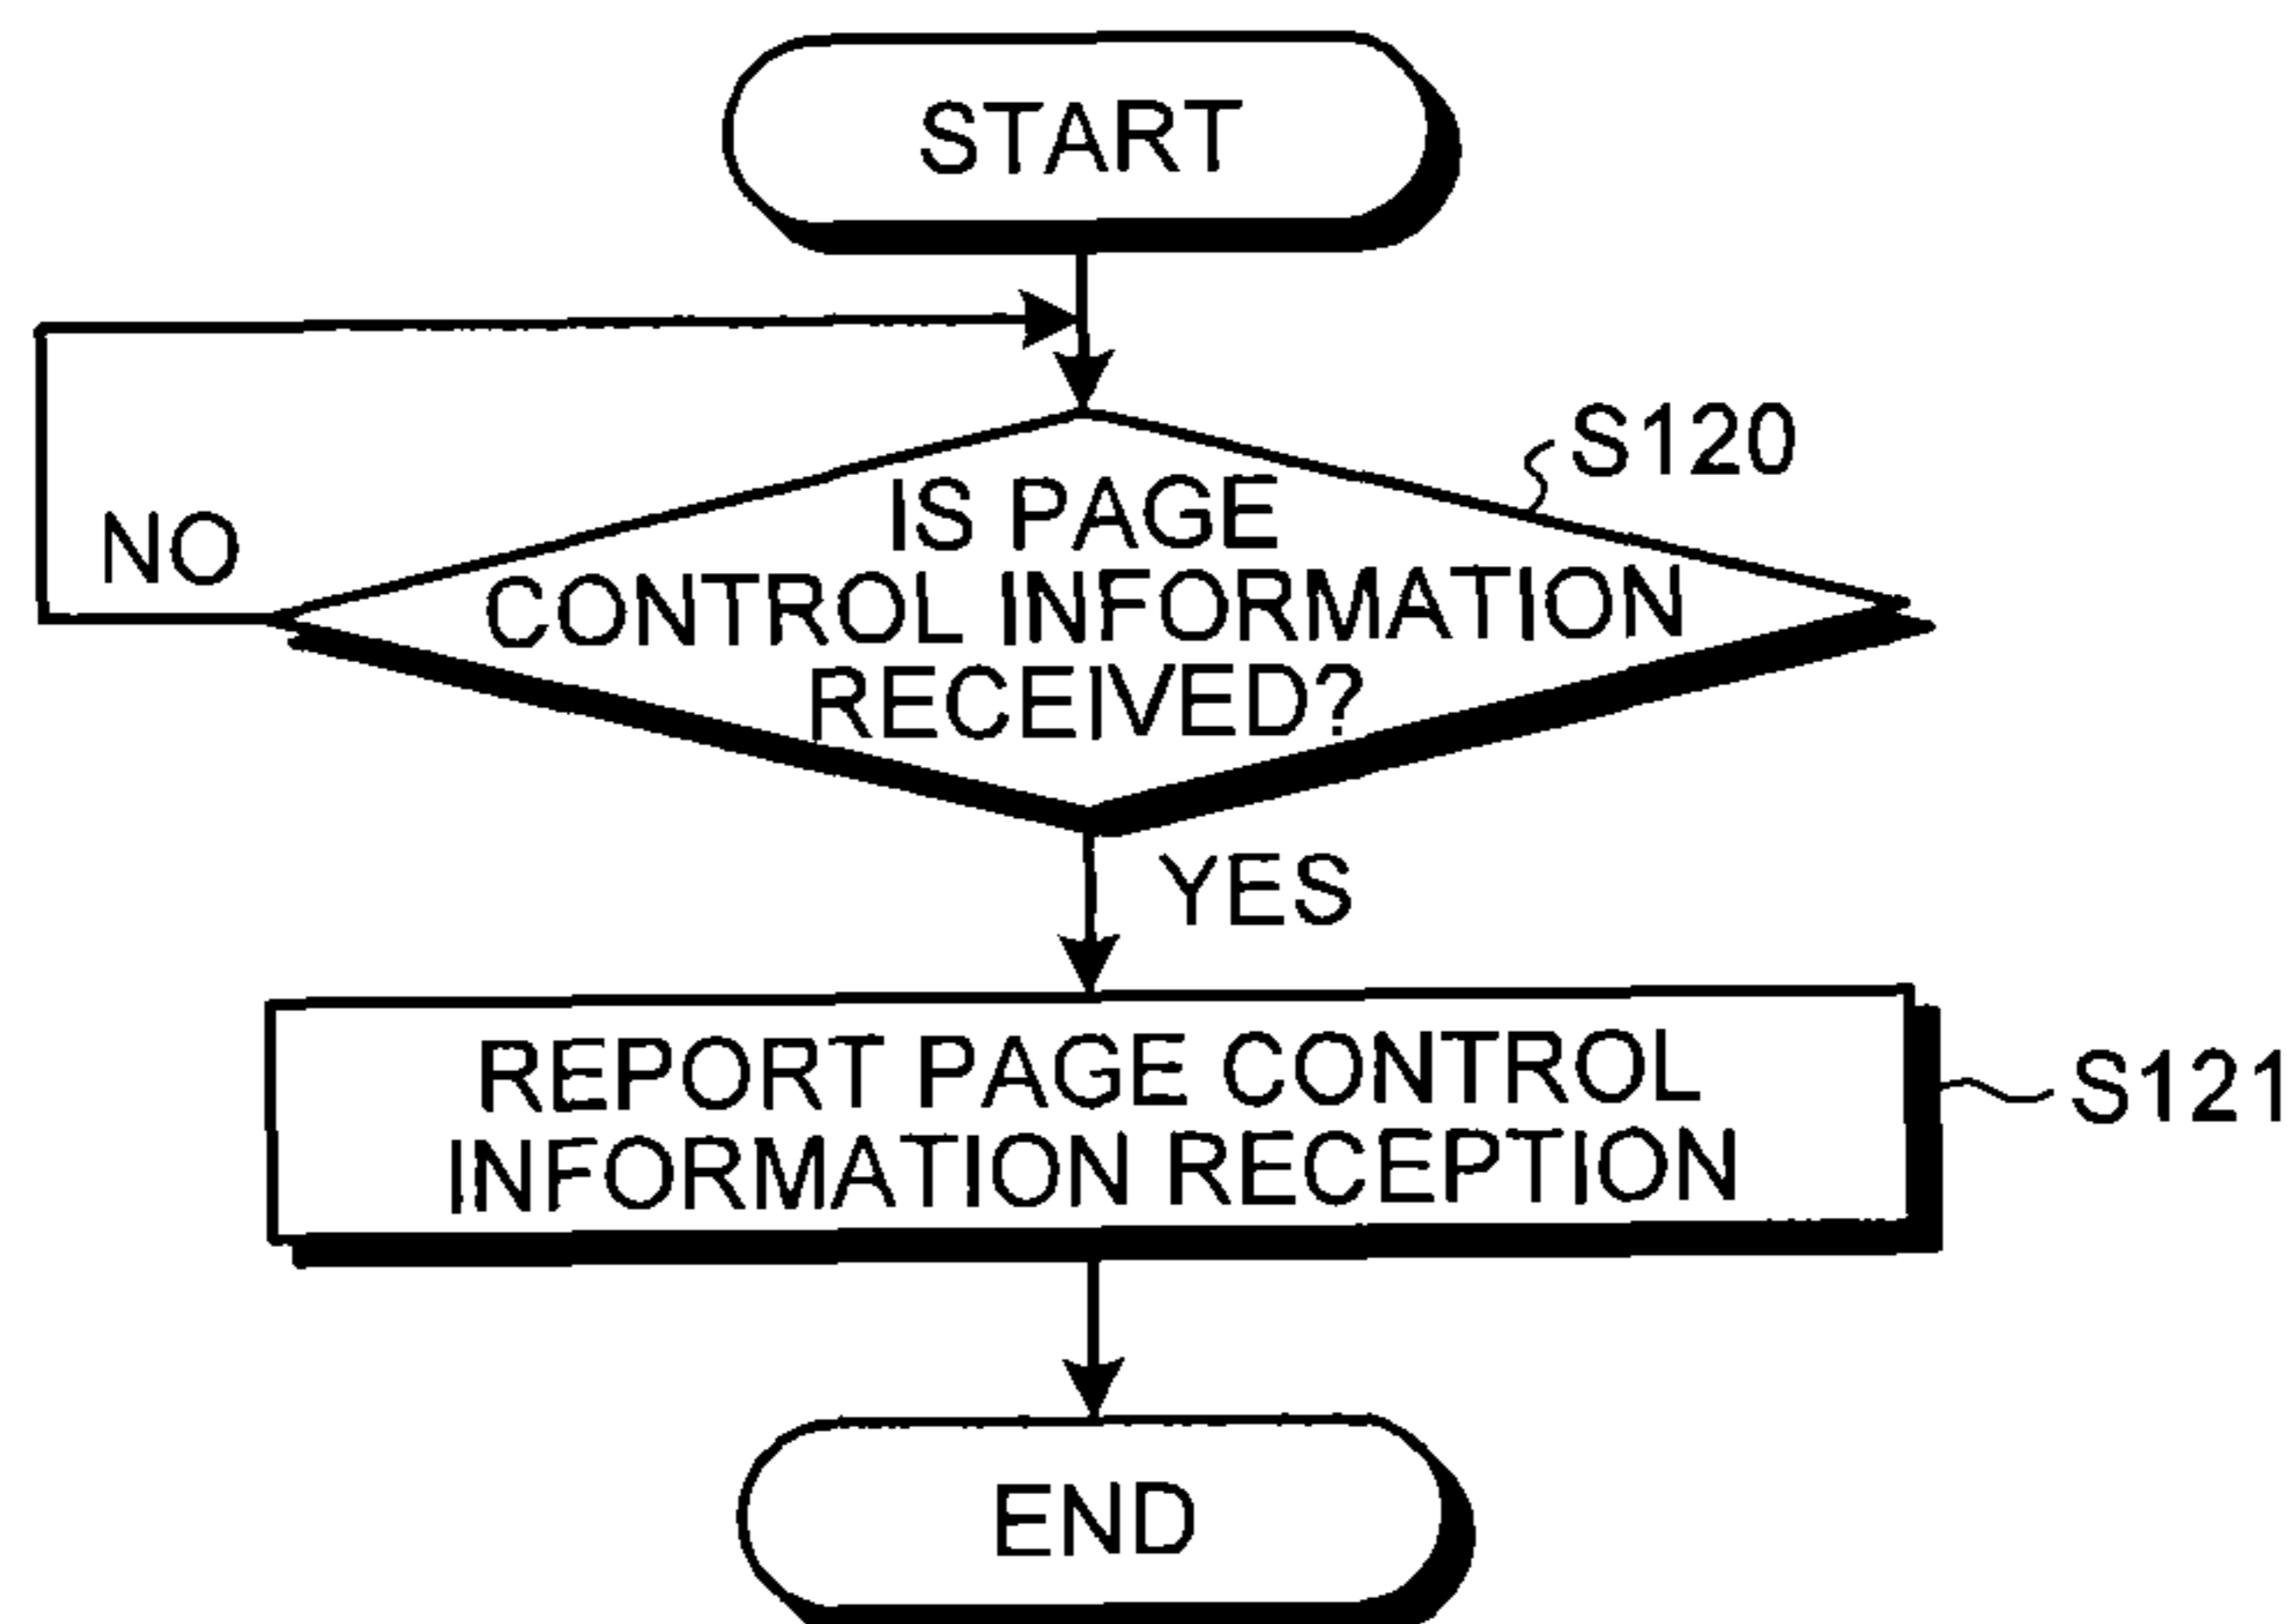 START
S120
IS PAGE
CONTROL INFORMATION
RECEIVED?
NO
YES
REPORT PAGE CONTROL
INFORMATION RECEPTION
S121
END